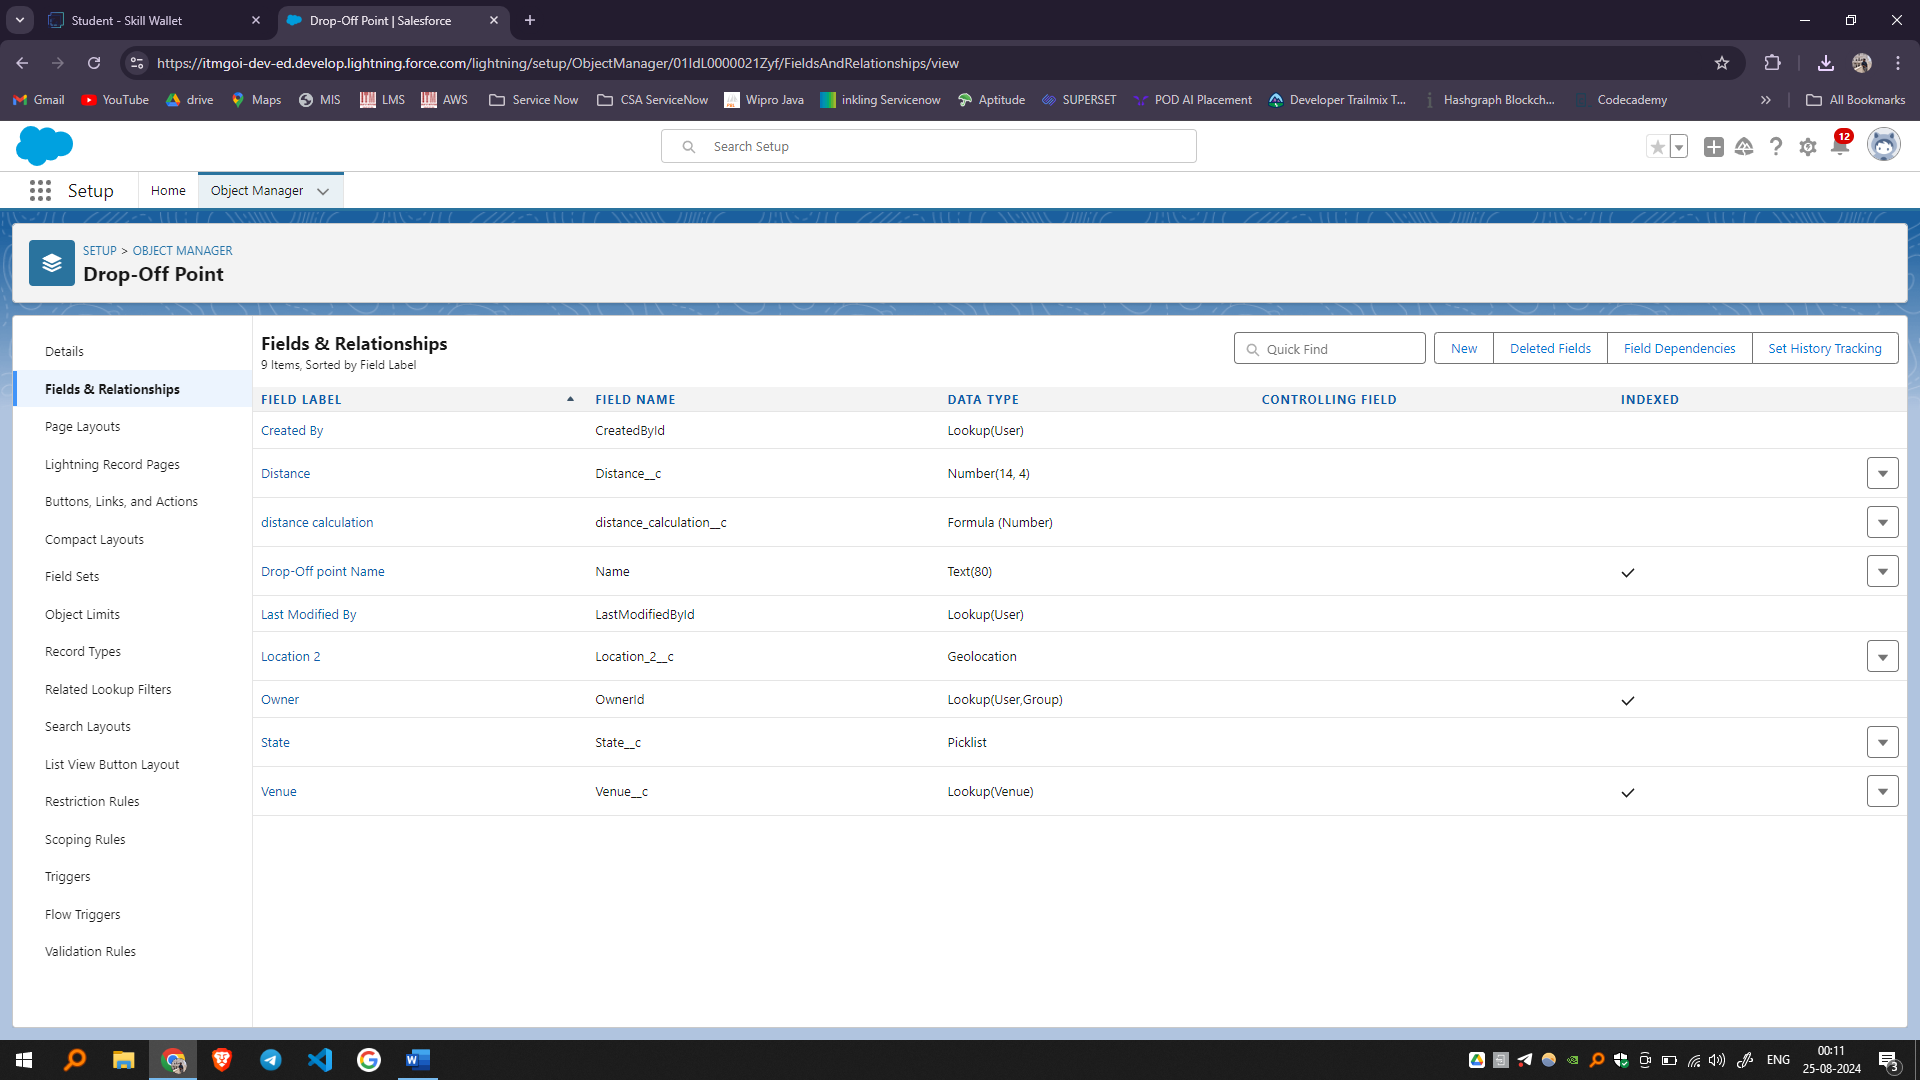 Student - Skill Wallet
Drop-Off Point | Salesforce
https://itmgoi-dev-ed.develop.lightning.force.com/lightning/setup/ObjectManager/01IdL0000021Zyf/FieldsAndRelationships/view
Gmail YouTube drive Maps MIS LMS AWS Service Now CSA ServiceNow Wipro Java inkling Servicenow Aptitude SUPERSET POD AI Placement Developer Trailmix T... Hashgraph Blockch... Codecademy » All Bookmarks
Search Setup
12
Setup Home Object Manager
SETUP > OBJECT MANAGER
Drop-Off Point
Details
Fields & Relationships
Page Layouts
Lightning Record Pages
Buttons, Links, and Actions
Compact Layouts
Field Sets
Object Limits
Record Types
Related Lookup Filters
Search Layouts
List View Button Layout
Restriction Rules
Scoping Rules
Triggers
Flow Triggers
Validation Rules
Fields & Relationships
9 Items, Sorted by Field Label
Quick Find New Deleted Fields Field Dependencies Set History Tracking
FIELD LABEL FIELD NAME DATA TYPE CONTROLLING FIELD INDEXED
Created By CreatedById Lookup(User)
Distance Distance__c Number(14, 4)
distance calculation distance_calculation__c Formula (Number)
Drop-Off point Name Name Text(80)
Last Modified By LastModifiedById Lookup(User)
Location 2 Location_2__c Geolocation
Owner OwnerId Lookup(User,Group)
State State__c Picklist
Venue Venue__c Lookup(Venue)
ENG
00:11
25-08-2024
3